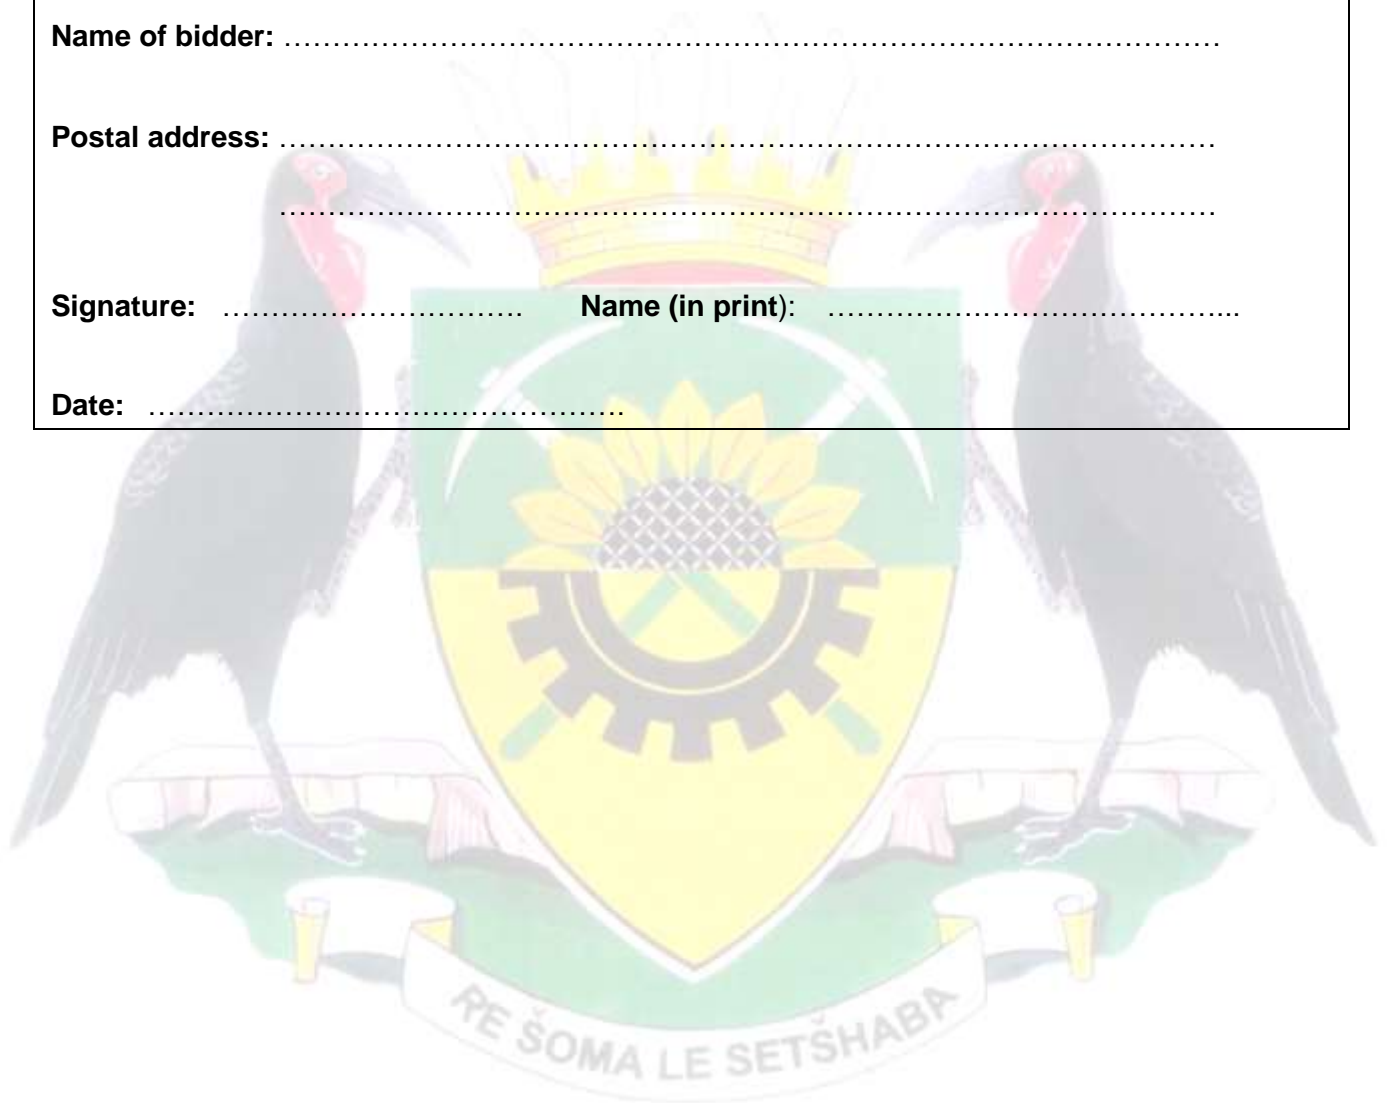 Name of bidder: ……………………………………………………………………………………
Postal address: ……………………………………………………………………………………
……………………………………………………………………………………
Signature: …………………………. Name (in print): …………………………………...
Date: ………………………………………….
RE ŠOMA LE SETŠHABA